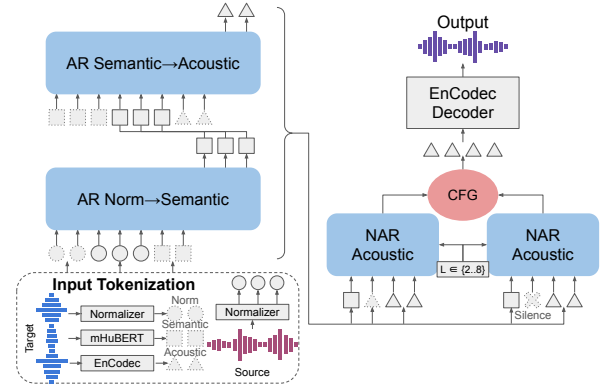 AR Semantic→Acoustic
AR Norm→Semantic
Input Tokenization
Target
Normalizer
Norm
mHuBERT
Semantic
EnCodec
Acoustic
Normalizer
Source
Output
EnCodec
Decoder
CFG
NAR
Acoustic
L ∈ {2..8}
NAR
Acoustic
Silence